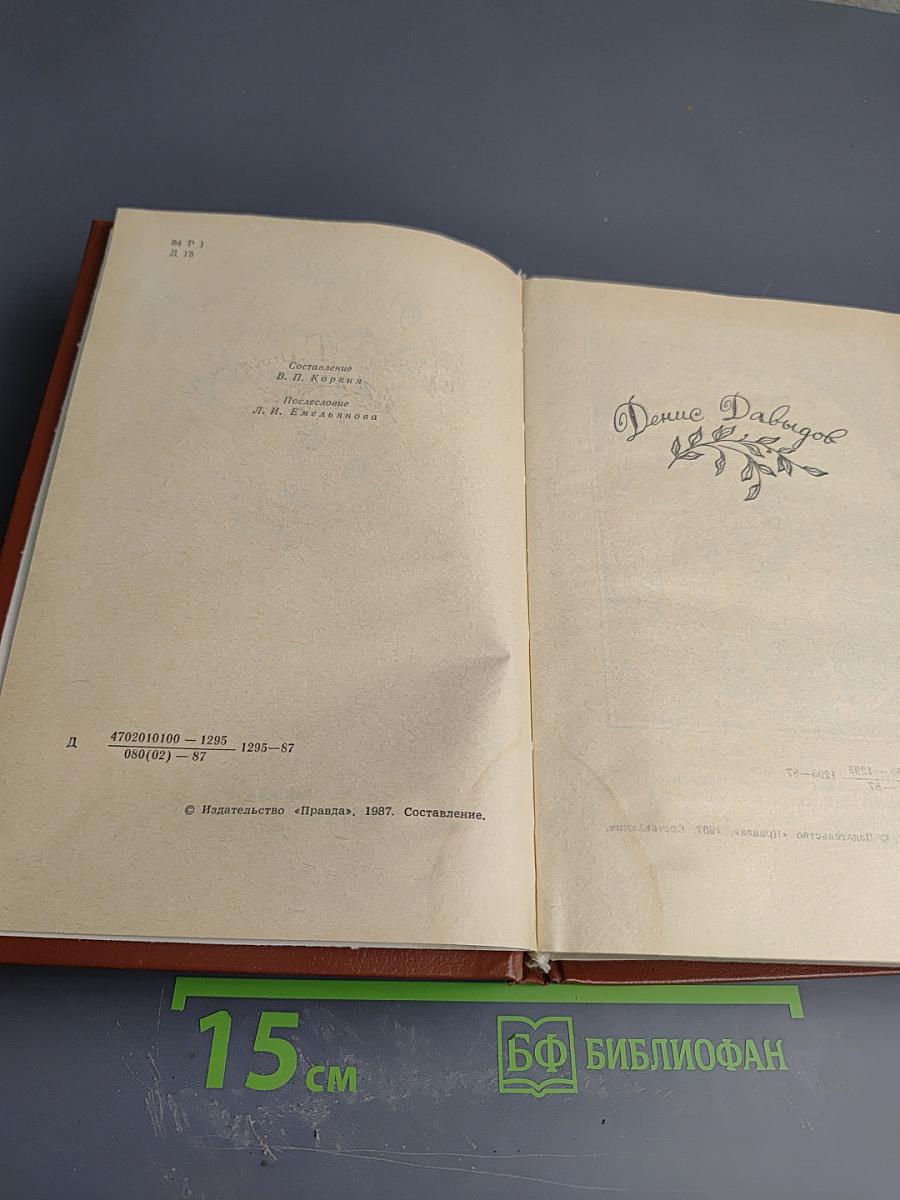 84 Р 1
Д 13
Составление
В. П. Коркия
Послесловие
Л. И. Емельянова
Д 4702010100 — 1295
080(02) — 87
1295—87
© Издательство «Правда», 1987. Составление.
Денис Давыдов
15 см
БФ БИБЛИОФАН